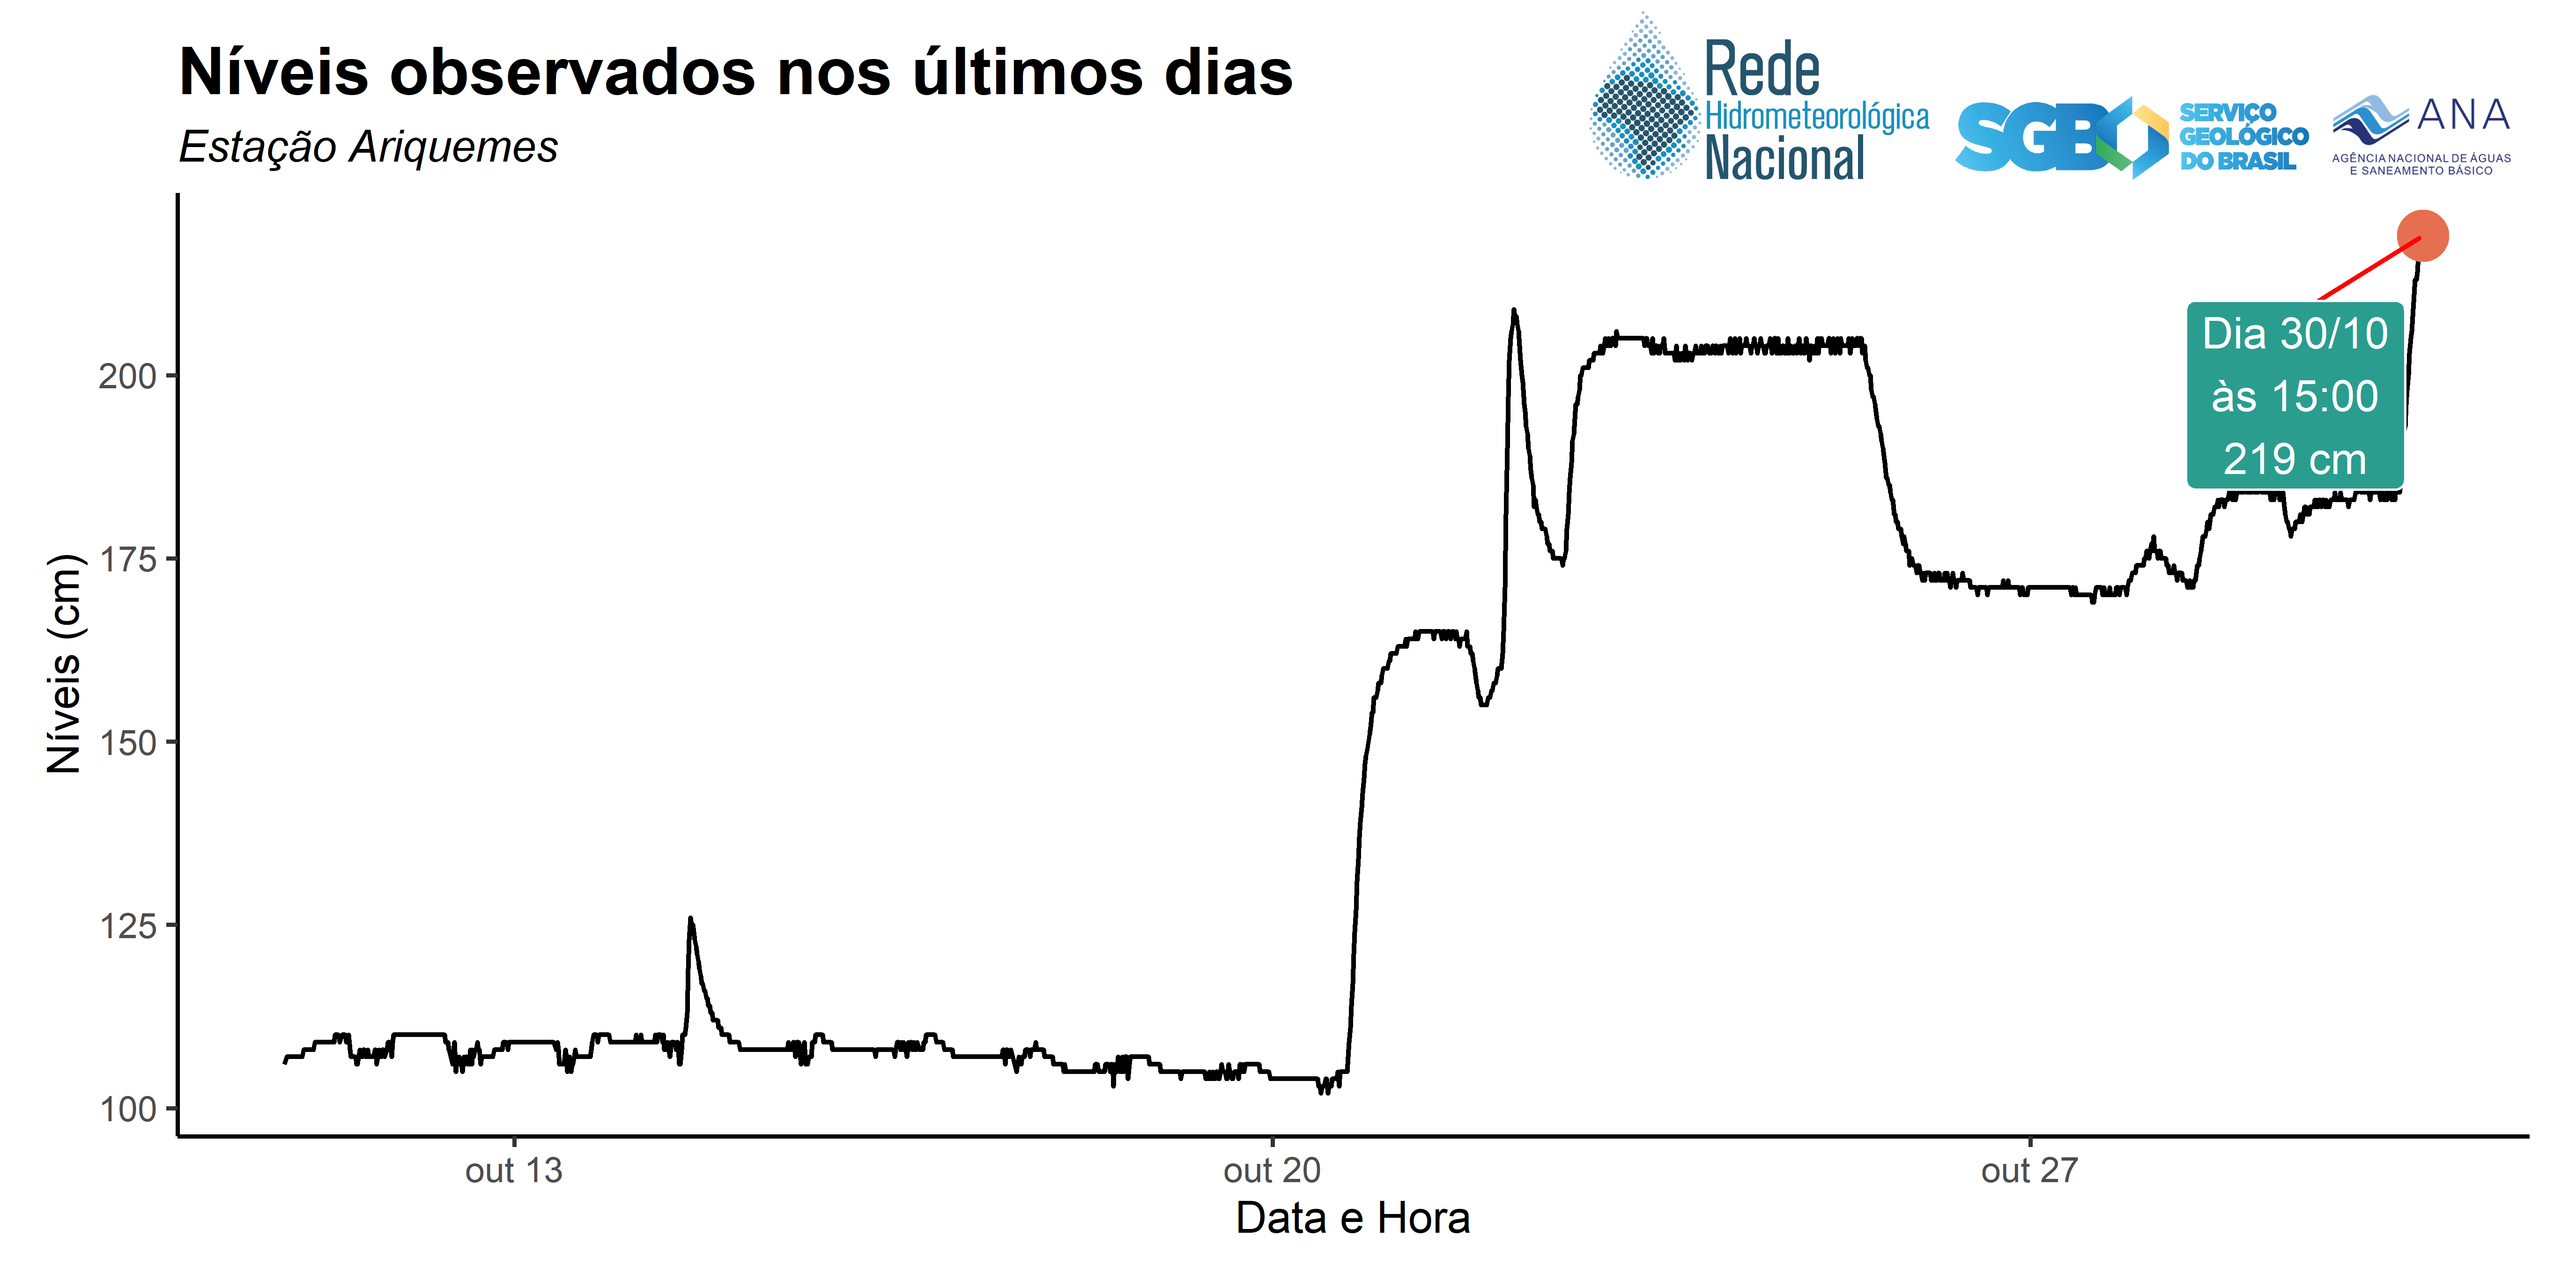 Níveis observados nos últimos dias
Estação Ariquemes
Rede
Hidrometeorológica
Nacional
SGB
SERVIÇO
GEOLÓGICO
DO BRASIL
ANA
AGÊNCIA NACIONAL DE ÁGUAS
E SANEAMENTO BÁSICO
Dia 30/10
às 15:00
219 cm
Níveis (cm)
200
175
150
125
100
out 13
out 20
out 27
Data e Hora